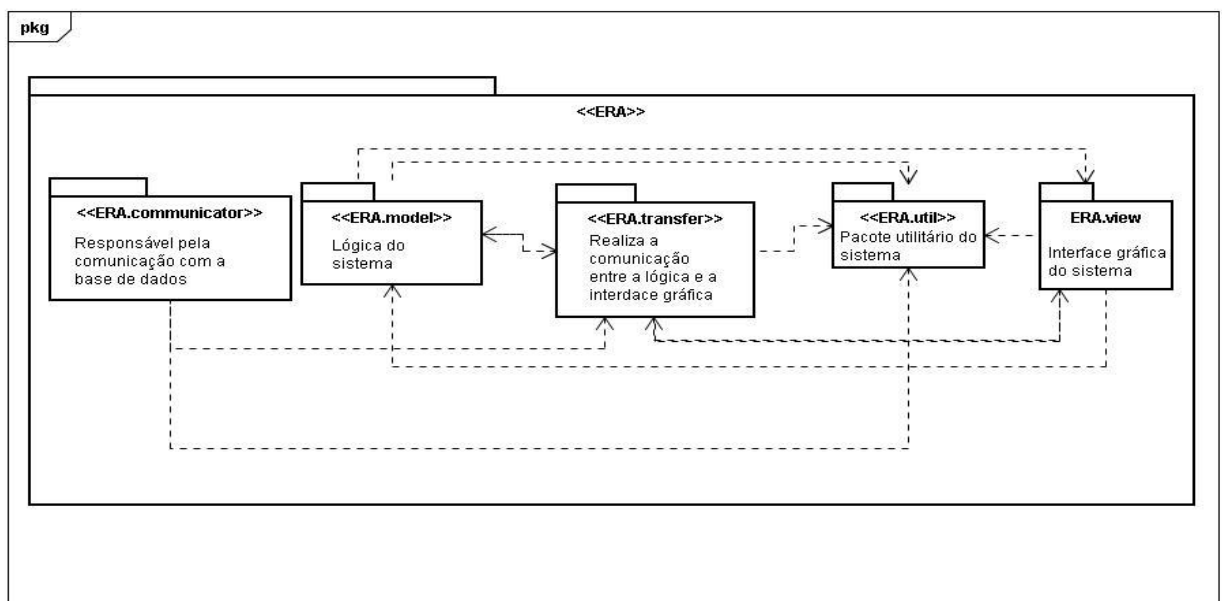 pkg
<<ERA>>
<<ERA.communicator>>
Responsável pela
comunicação com a
base de dados
<<ERA.model>>
Lógica do
sistema
<<ERA.transfer>>
Realiza a
comunicação
entre a lógica e a
interdace gráfica
<<ERA.util>>
Pacote utilitário do
sistema
ERA.view
Interface gráfica
do sistema